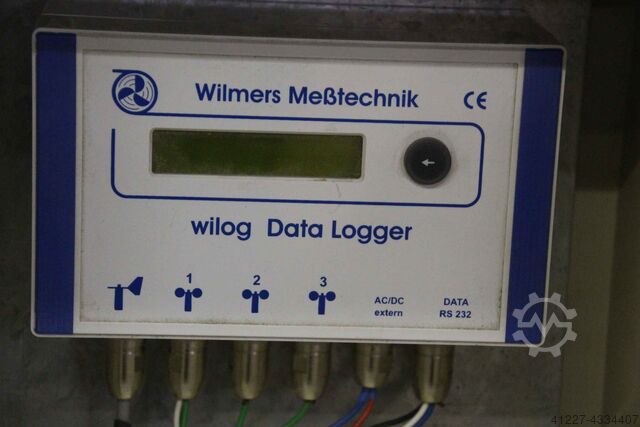 Wilmers Meßtechnik CE
wilog Data Logger
1 2 3
AC/DC DATA
extern RS 232
41227-4334407